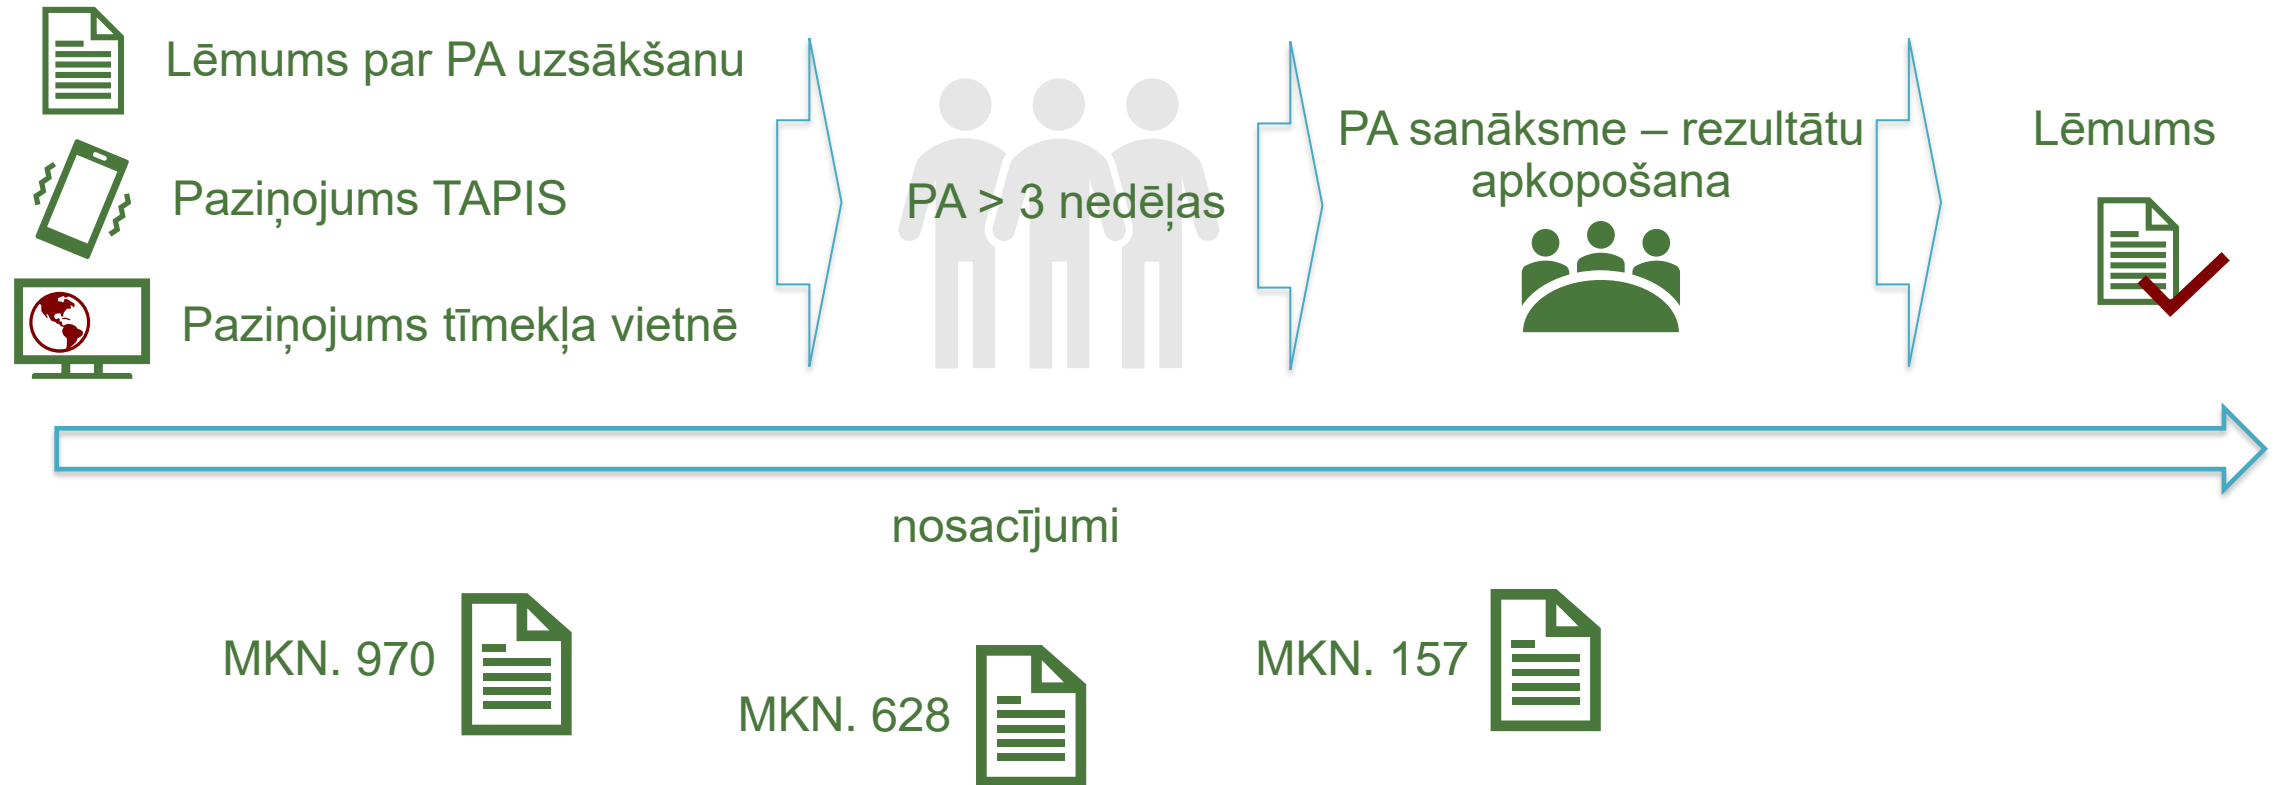 Lēmums par PA uzsākšanu
Paziņojums TAPIS
Paziņojums tīmekļa vietnē
PA > 3 nedēļas
PA sanāksme – rezultātu
apkopošana
Lēmums
nosacījumi
MKN. 970
MKN. 628
MKN. 157